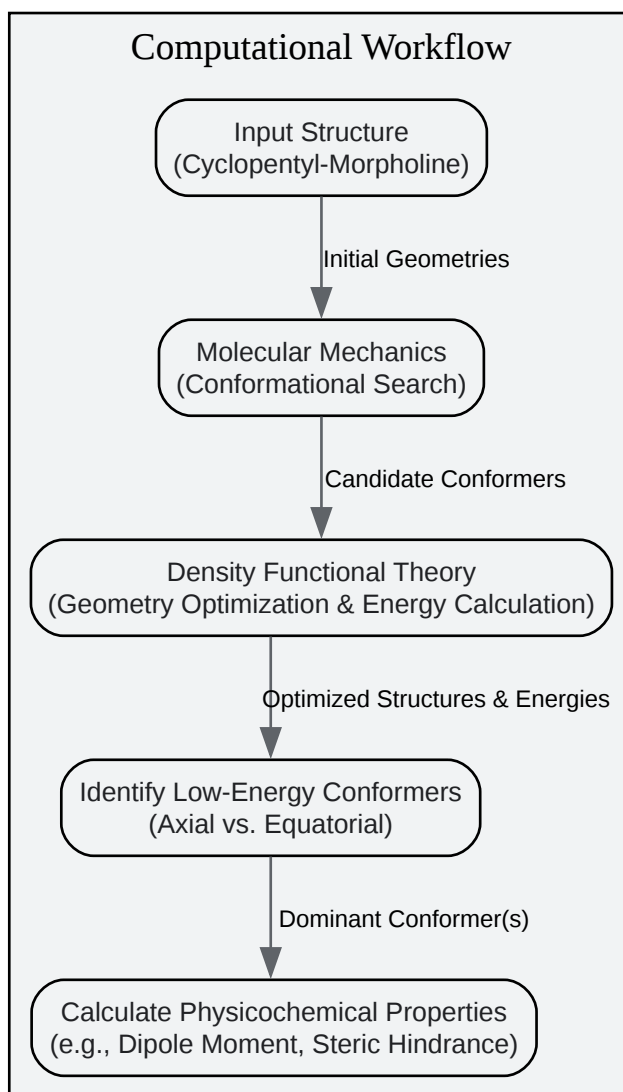 Computational Workflow
Input Structure
(Cyclopentyl-Morpholine)
Initial Geometries
Molecular Mechanics
(Conformational Search)
Candidate Conformers
Density Functional Theory
(Geometry Optimization & Energy Calculation)
Optimized Structures & Energies
Identify Low-Energy Conformers
(Axial vs. Equatorial)
Dominant Conformer(s)
Calculate Physicochemical Properties
(e.g., Dipole Moment, Steric Hindrance)